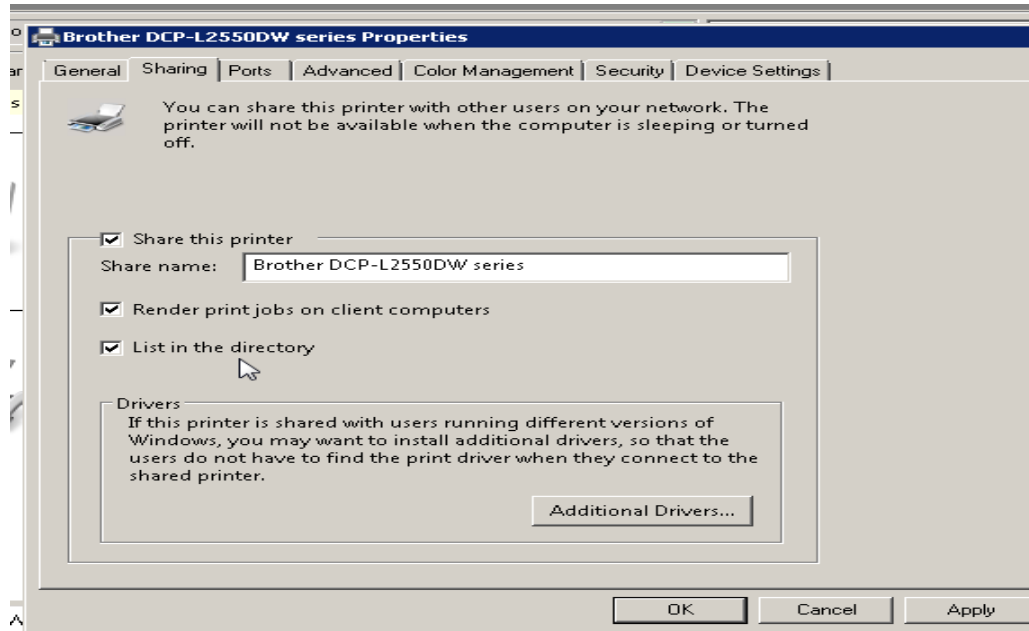 Brother DCP-L2550DW series Properties
General Sharing Ports Advanced Color Management Security Device Settings
You can share this printer with other users on your network. The
printer will not be available when the computer is sleeping or turned
off.
Share this printer
Share name: Brother DCP-L2550DW series
Render print jobs on client computers
List in the directory
Drivers
If this printer is shared with users running different versions of
Windows, you may want to install additional drivers, so that the
users do not have to find the print driver when they connect to the
shared printer.
Additional Drivers...
OK Cancel Apply